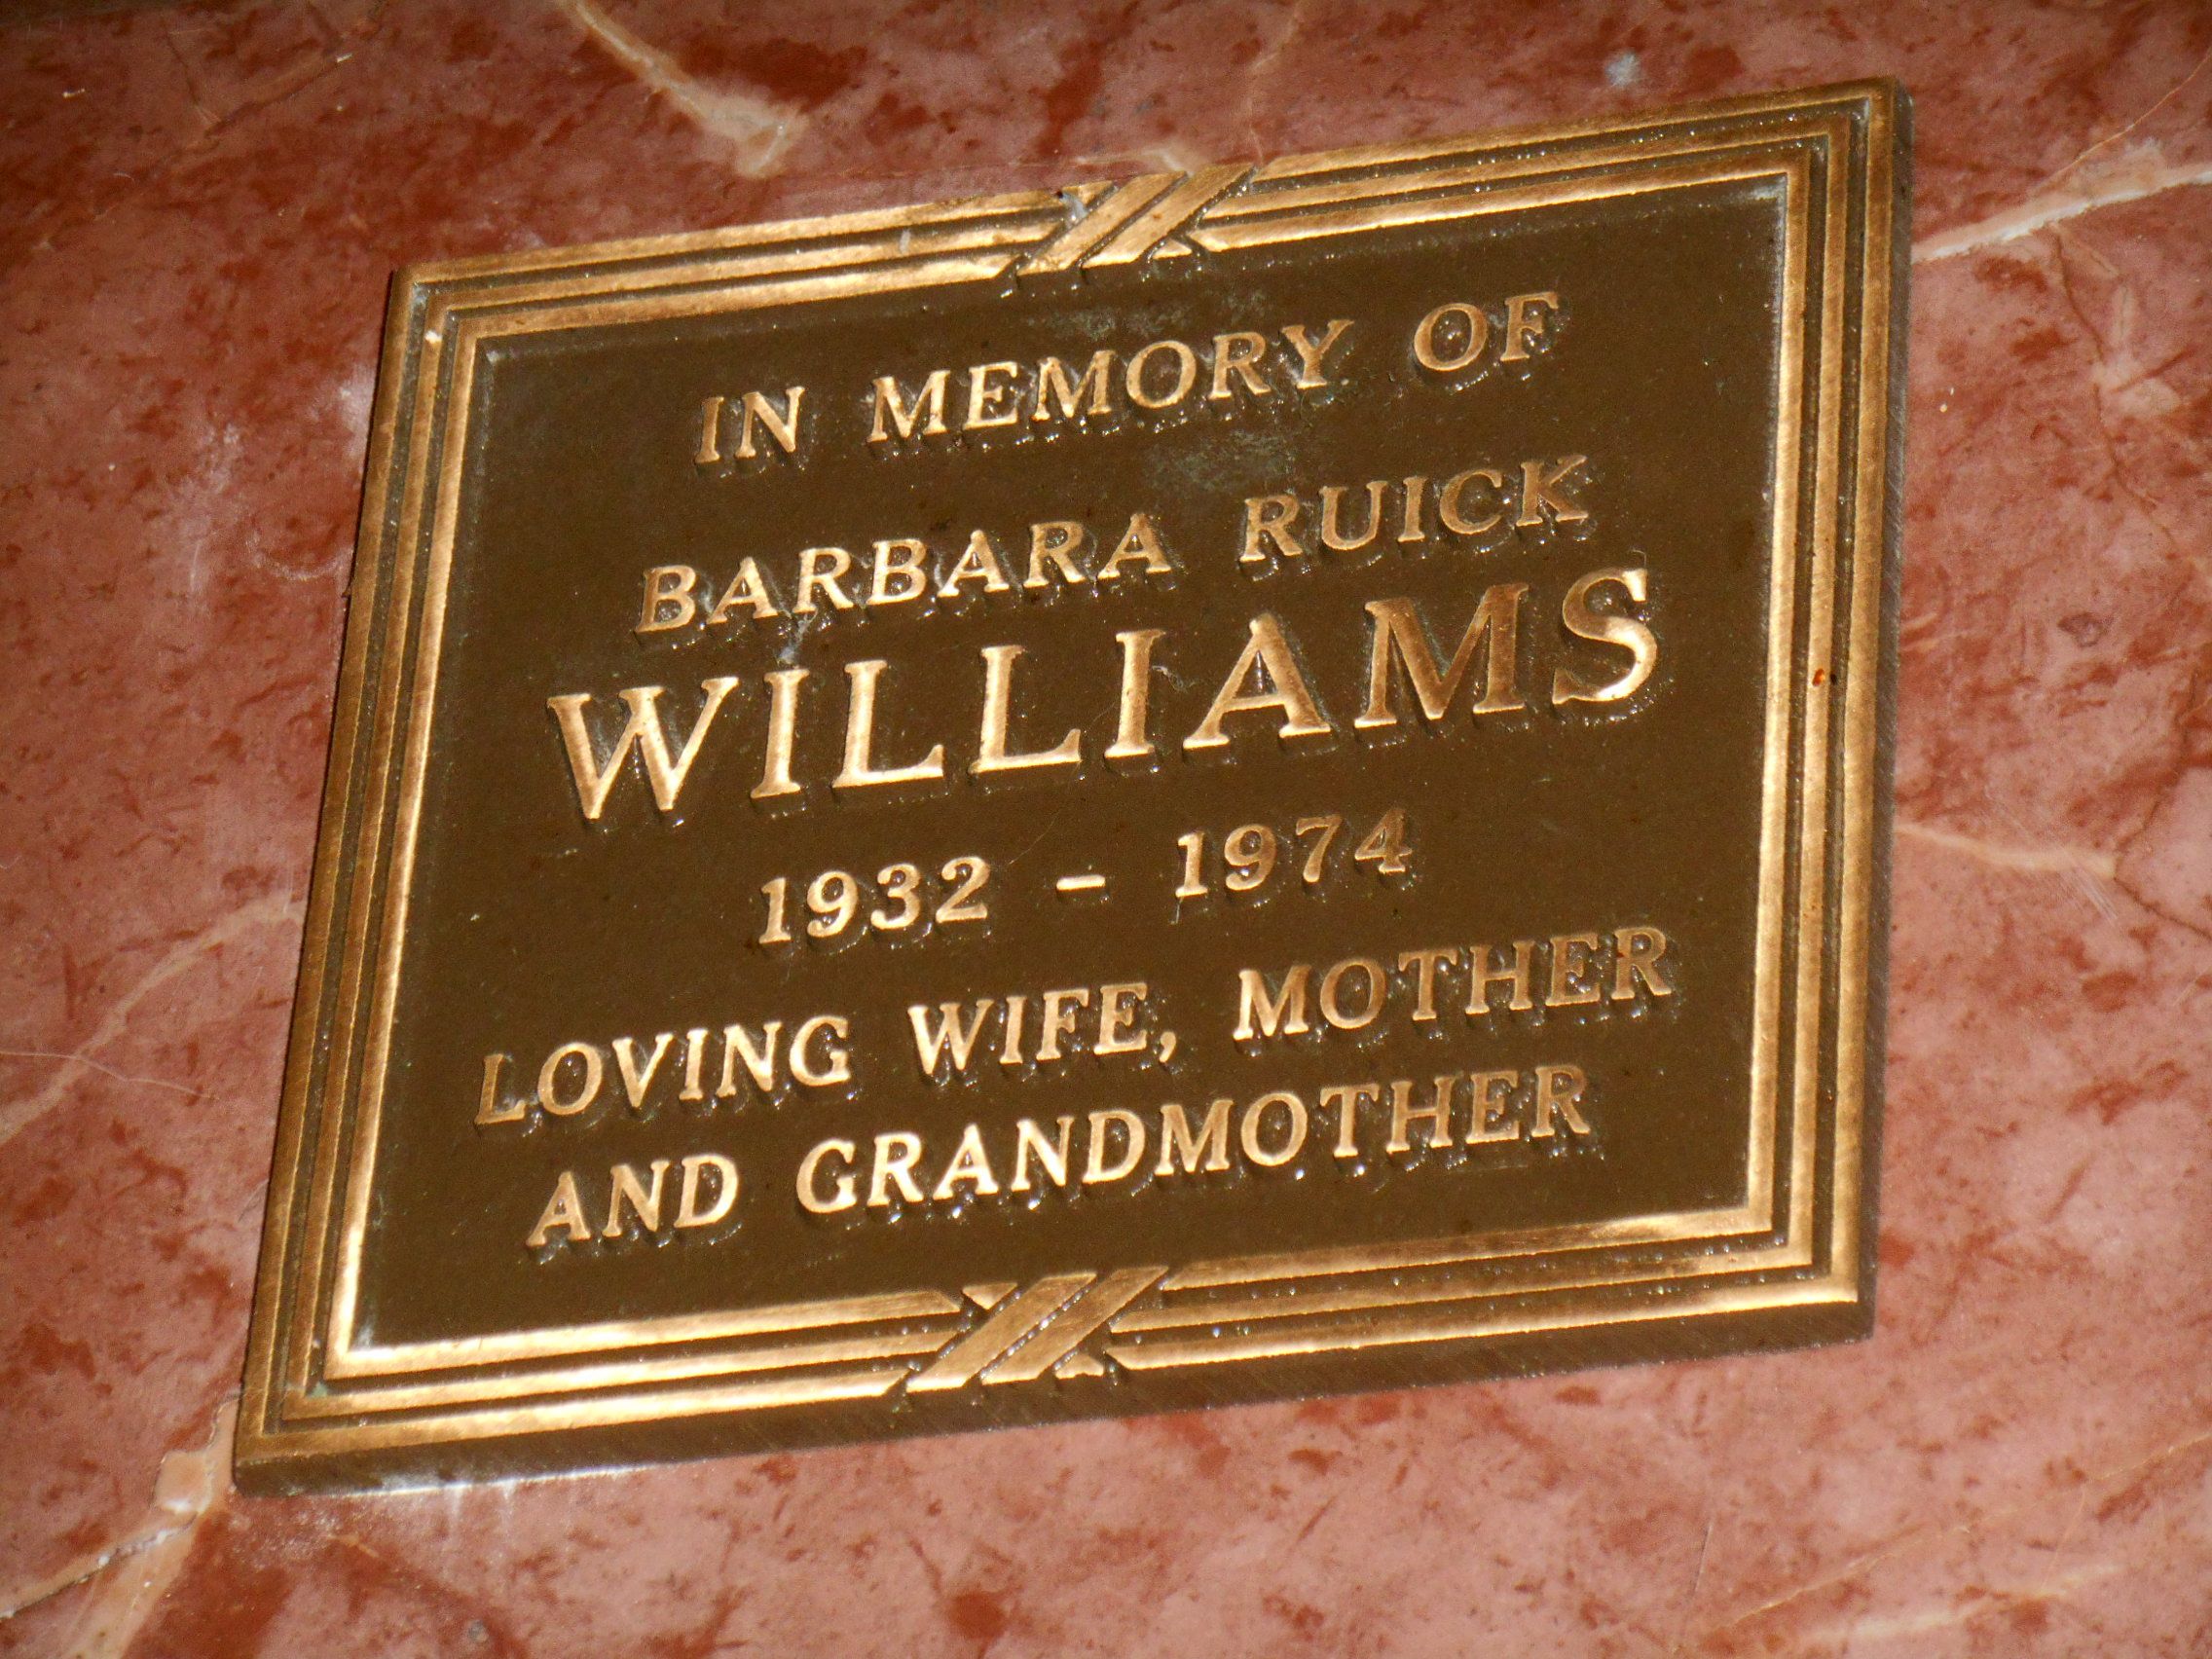 IN MEMORY OF
BARBARA RUICK
WILLIAMS
1932 - 1974
LOVING WIFE, MOTHER
AND GRANDMOTHER